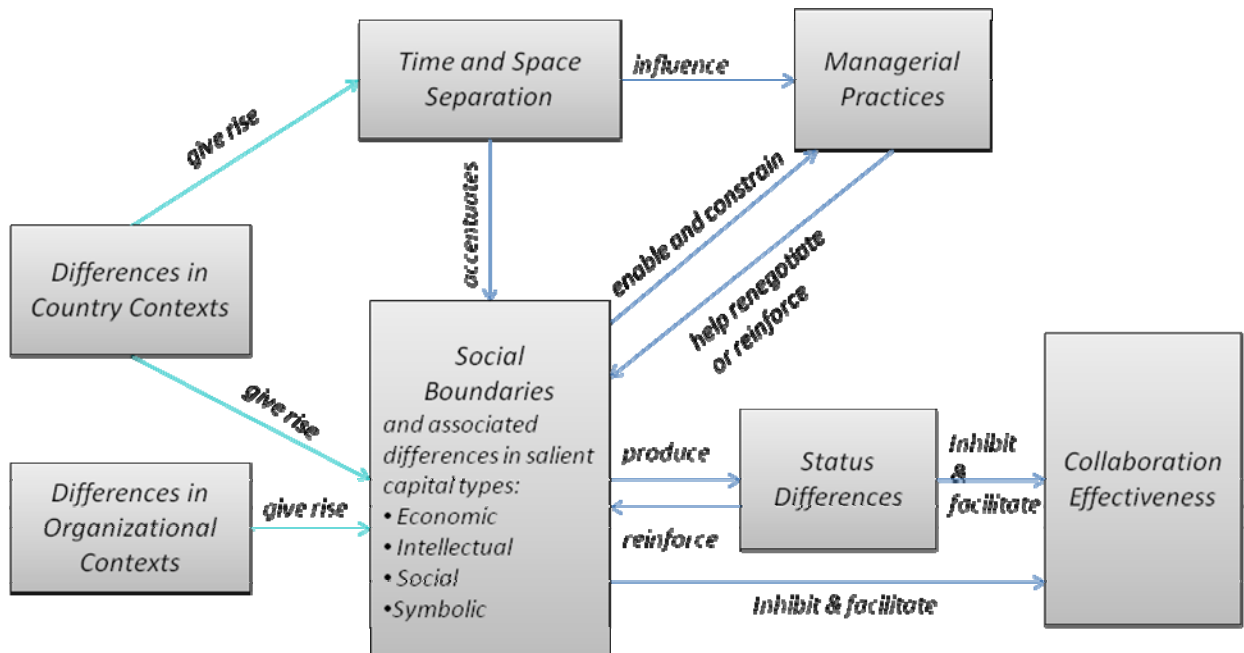 Time and Space
Separation
influence
Managerial
Practices
give rise
accentuates
enable and constrain
help renegotiate
or reinforce
Differences in
Country Contexts
give rise
Differences in
Organizational
Contexts
give rise
Social
Boundaries
and associated
differences in salient
capital types:
• Economic
• Intellectual
• Social
•Symbolic
produce
reinforce
Status
Differences
Inhibit
&
facilitate
Inhibit & facilitate
Collaboration
Effectiveness